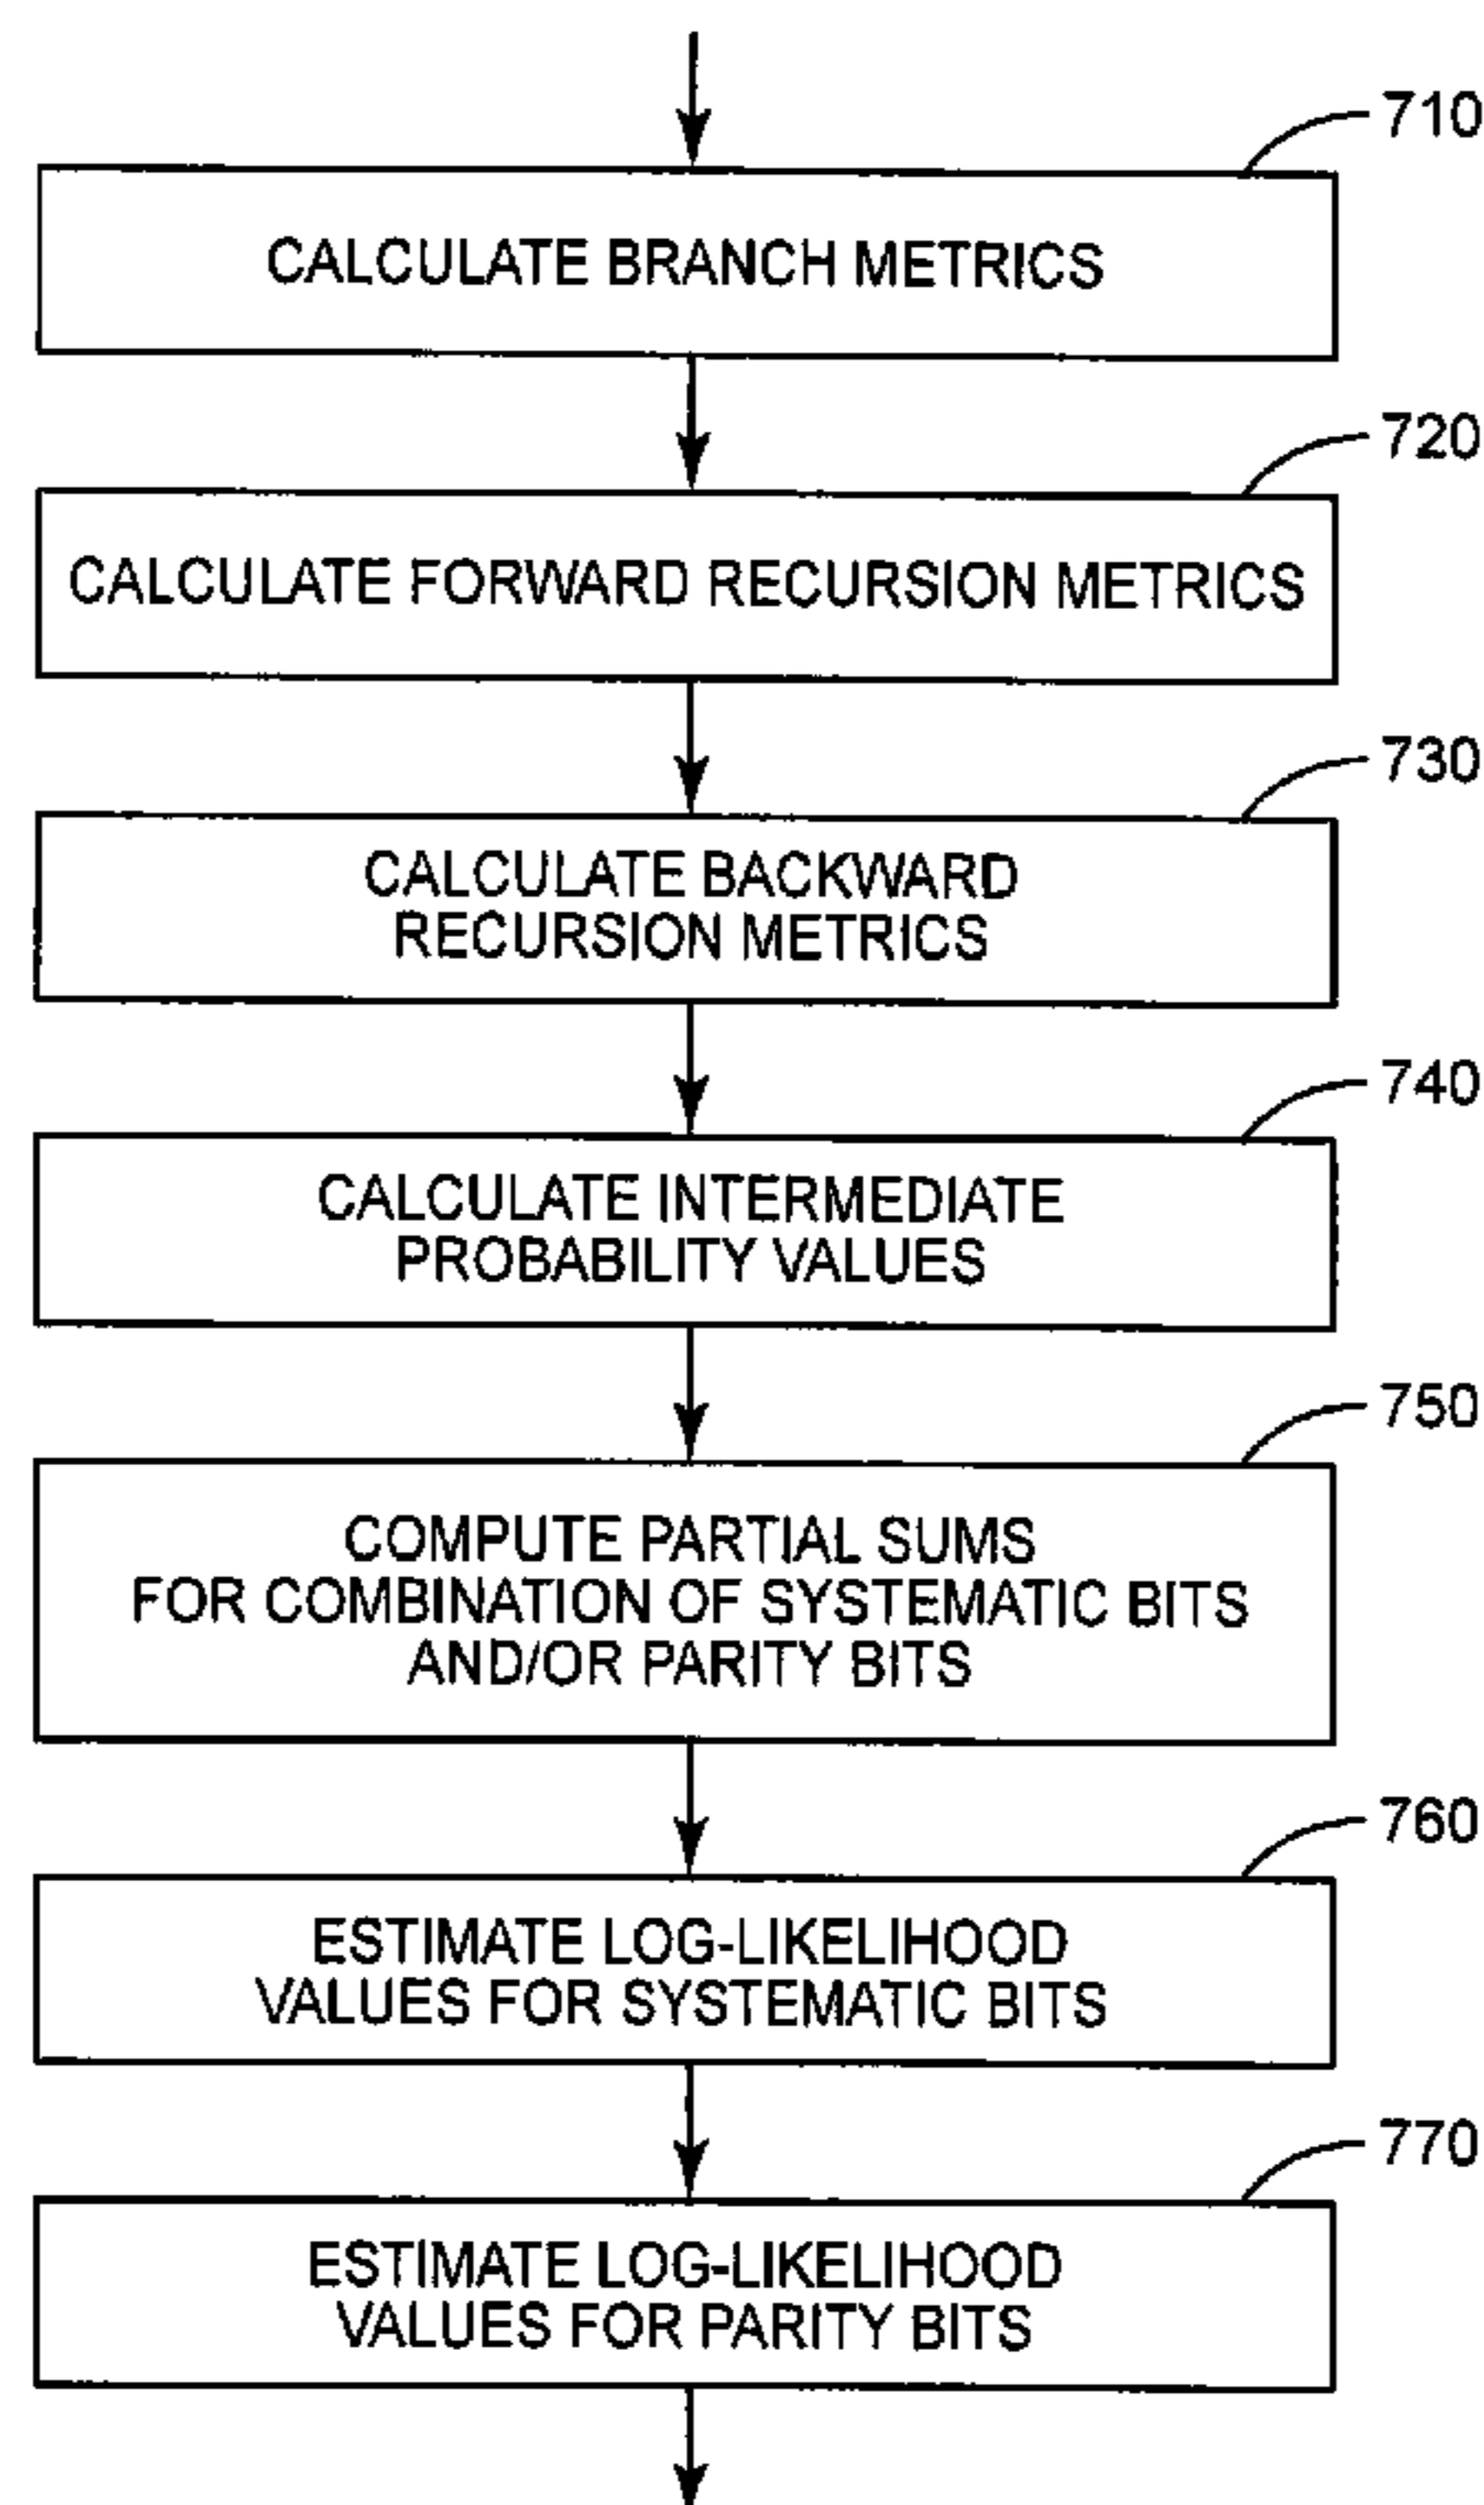 710
CALCULATE BRANCH METRICS
720
CALCULATE FORWARD RECURSION METRICS
730
CALCULATE BACKWARD
RECURSION METRICS
740
CALCULATE INTERMEDIATE
PROBABILITY VALUES
750
COMPUTE PARTIAL SUMS
FOR COMBINATION OF SYSTEMATIC BITS
AND/OR PARITY BITS
760
ESTIMATE LOG-LIKELIHOOD
VALUES FOR SYSTEMATIC BITS
770
ESTIMATE LOG-LIKELIHOOD
VALUES FOR PARITY BITS